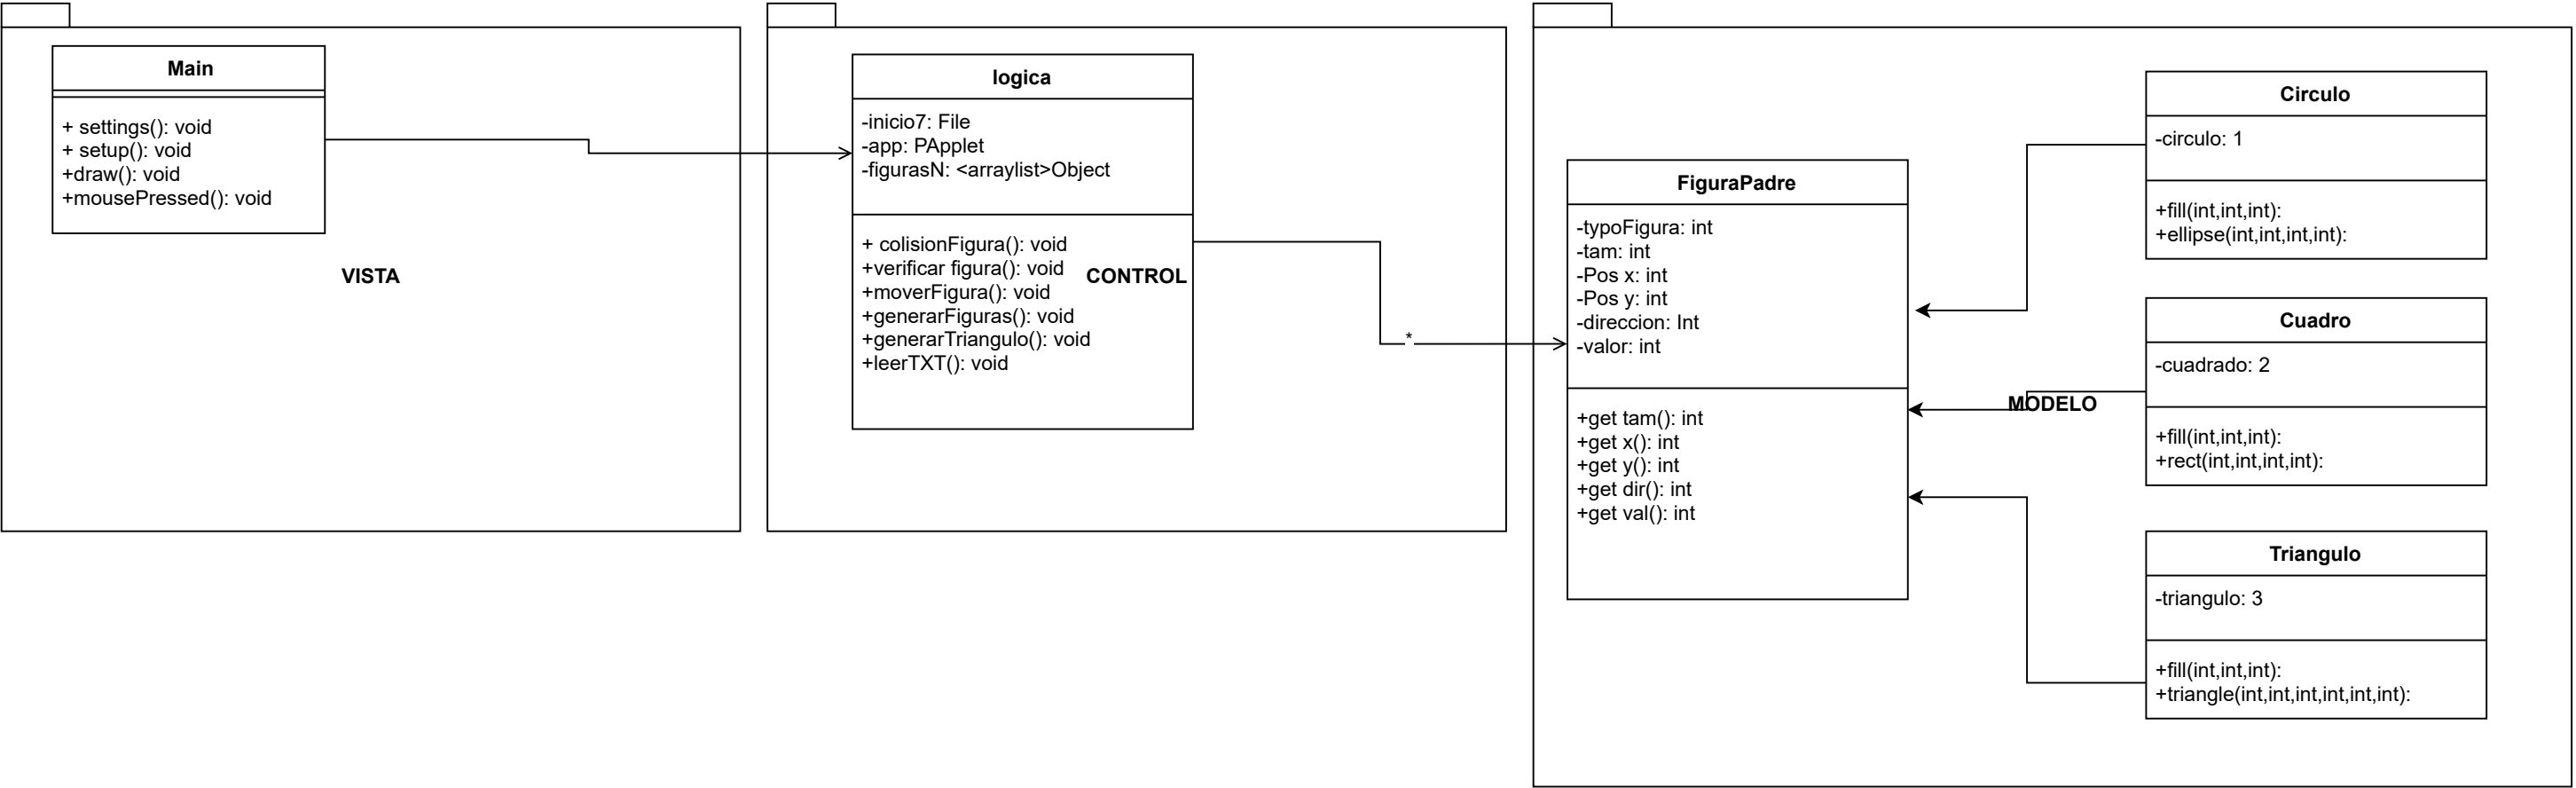 Main
+ settings(): void
+ setup(): void
+draw(): void
+mousePressed(): void
VISTA
logica
-inicio7: File
-app: PApplet
-figurasN: <arraylist>Object
+ colisionFigura(): void
+verificar figura(): void
+moverFigura(): void
+generarFiguras(): void
+generarTriangulo(): void
+leerTXT(): void
CONTROL
*
FiguraPadre
-typoFigura: int
-tam: int
-Pos x: int
-Pos y: int
-direccion: Int
-valor: int
+get tam(): int
+get x(): int
+get y(): int
+get dir(): int
+get val(): int
MODELO
Circulo
-circulo: 1
+fill(int,int,int):
+ellipse(int,int,int,int):
Cuadro
-cuadrado: 2
+fill(int,int,int):
+rect(int,int,int,int):
Triangulo
-triangulo: 3
+fill(int,int,int):
+triangle(int,int,int,int,int,int):